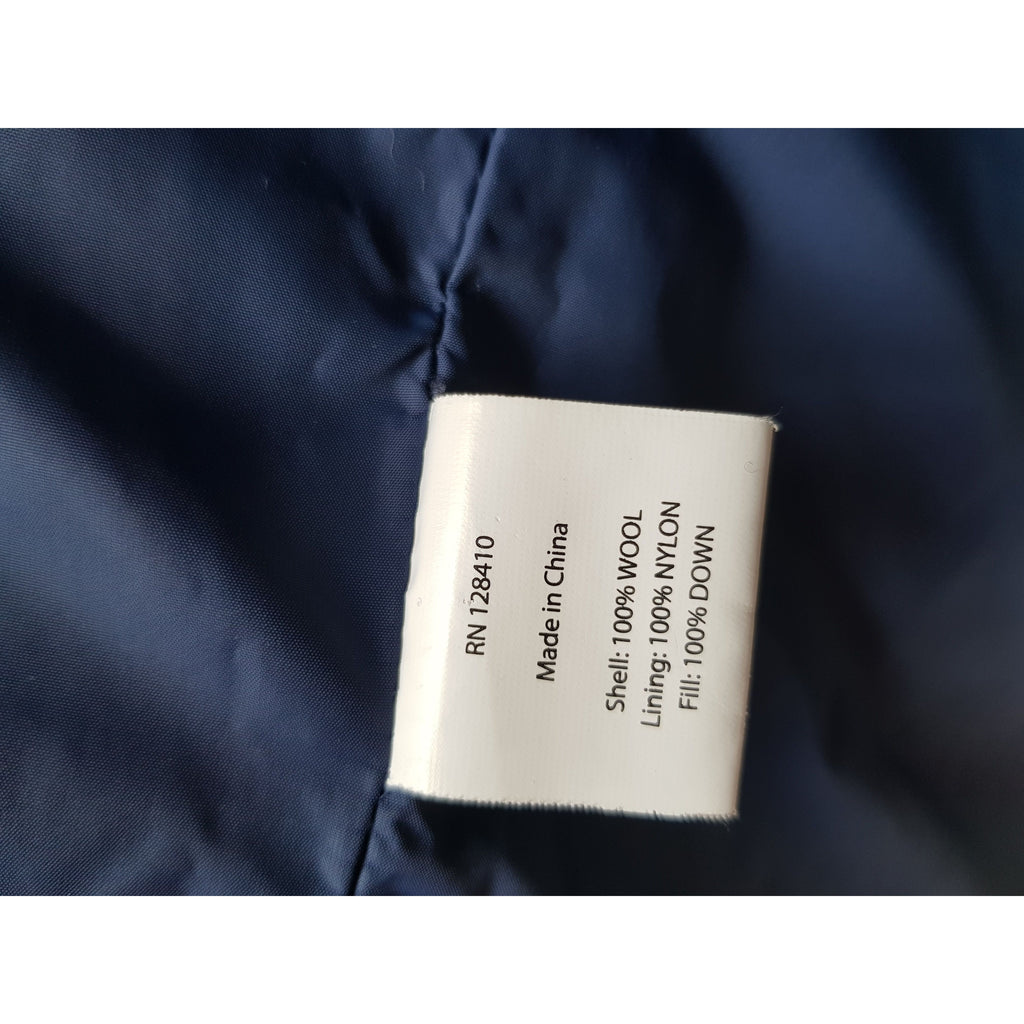 RN 128410
Made in China
Shell: 100% WOOL
Lining: 100% NYLON
Fill: 100% DOWN